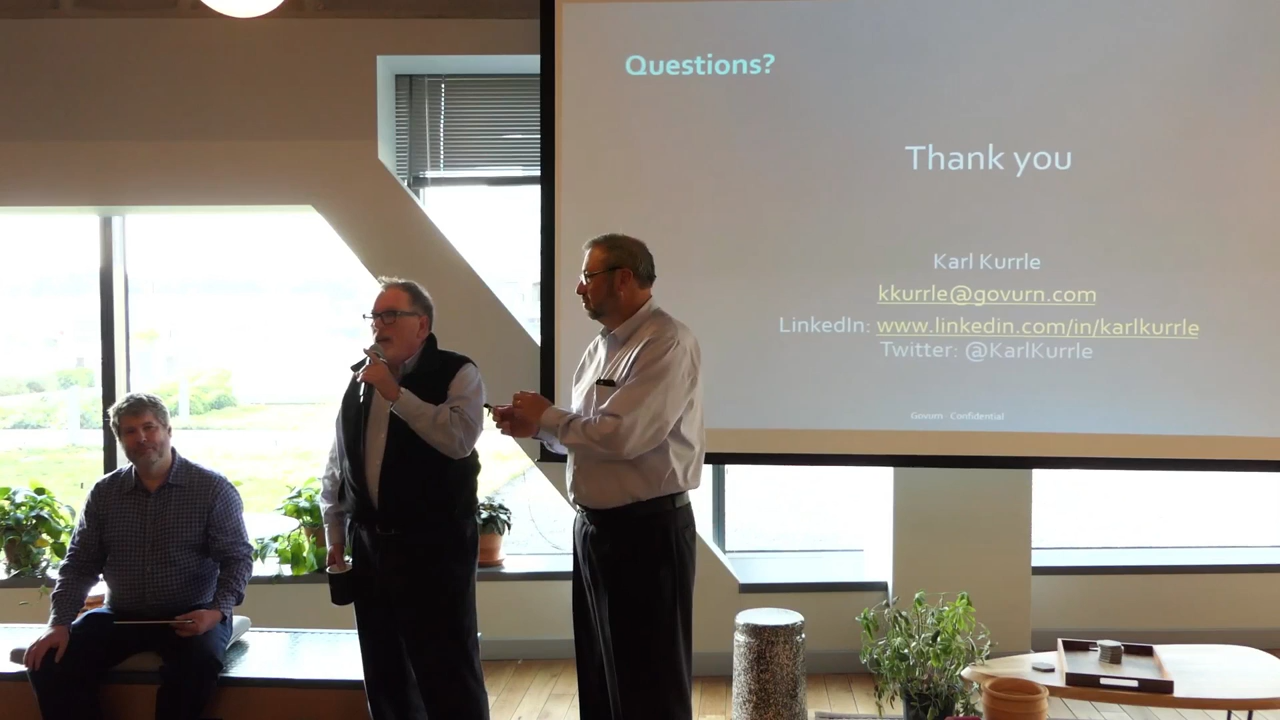 Questions?
Thank you
Karl Kurrle
kkurrle@govurn.com
LinkedIn: www.linkedin.com/in/karlkurrle
Twitter: @KarlKurrle
Govurn - Confidential